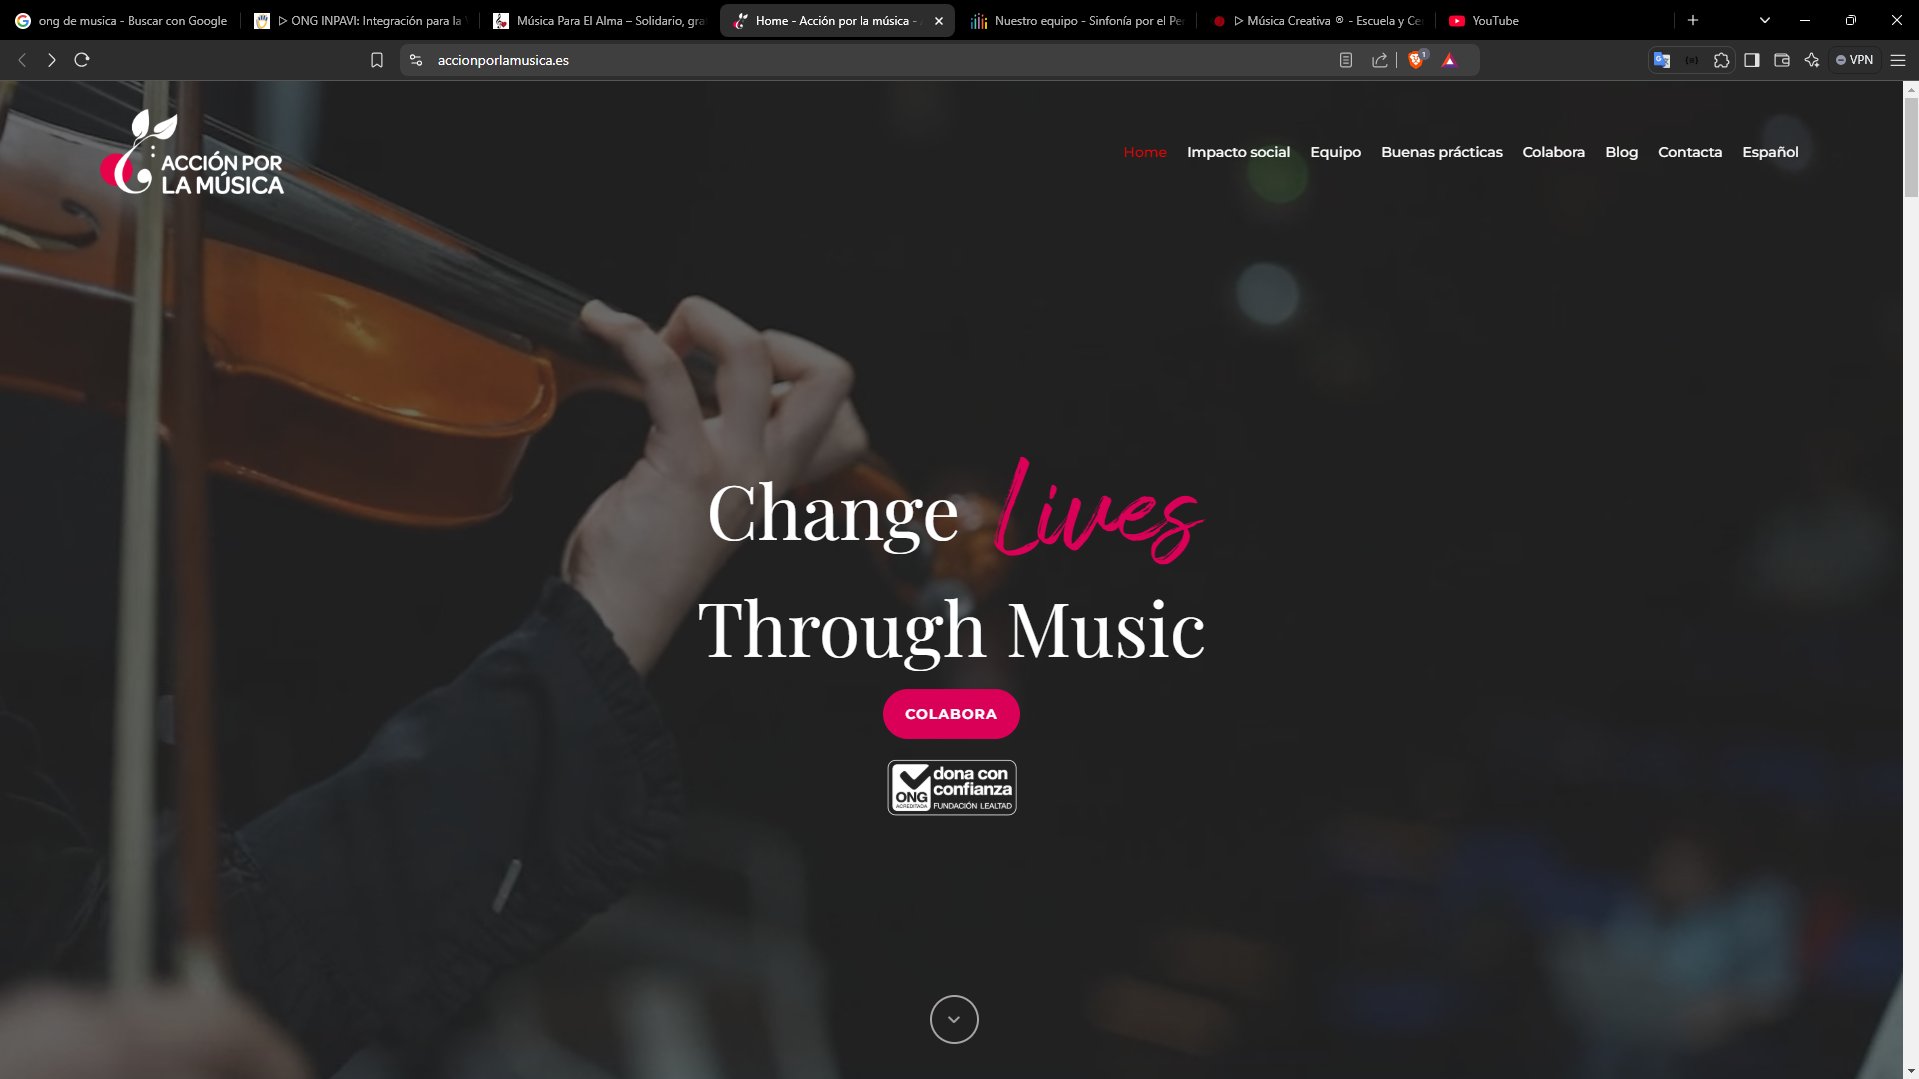 ong de musica - Buscar con Google
ONG INPAVI: Integración para la
Música Para El Alma – Solidario, gra
Home - Acción por la música -
Nuestro equipo - Sinfonía por el Pe
Música Creativa ® - Escuela y Ce
YouTube
accionporlamusica.es
1
VPN
ACCIÓN POR
LA MÚSICA
Home
Impacto social
Equipo
Buenas prácticas
Colabora
Blog
Contacta
Español
Change Lives
Through Music
COLABORA
dona con
confianza
ONG
ACREDITADA
FUNDACIÓN LEALTAD